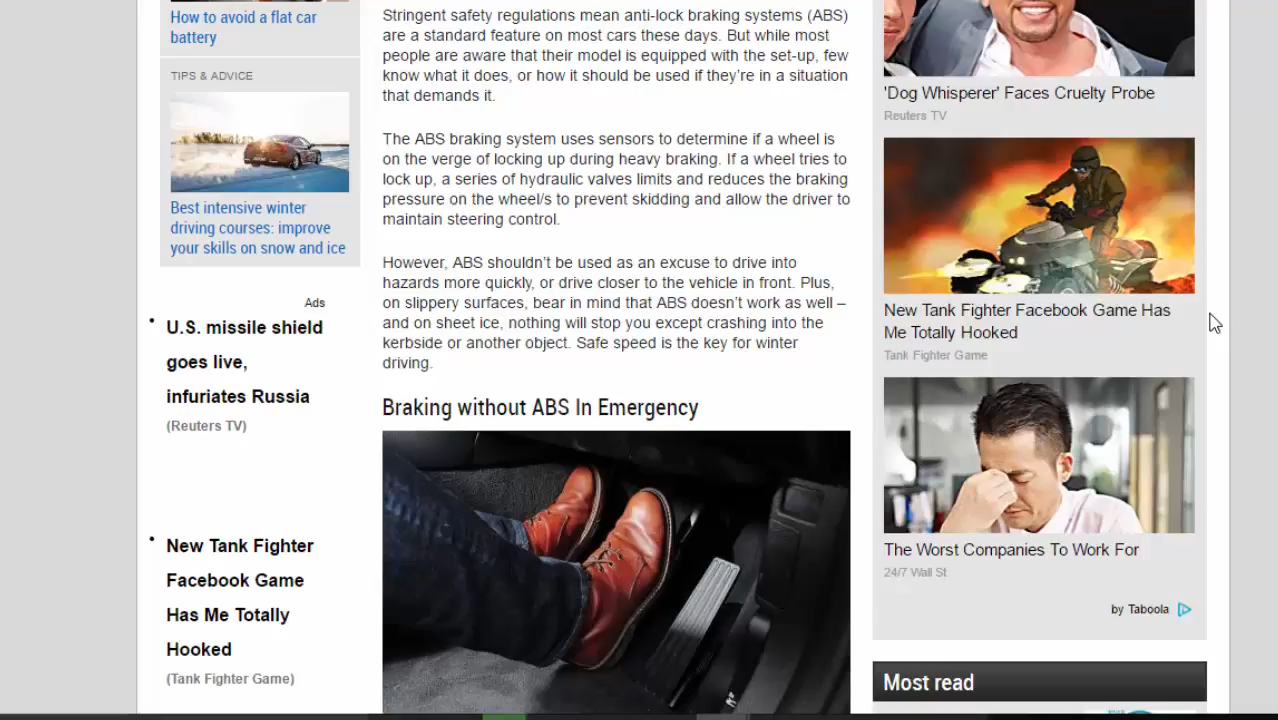 How to avoid a flat car
battery
TIPS & ADVICE
Best intensive winter
driving courses: improve
your skills on snow and ice
Ads
• U.S. missile shield
goes live,
infuriates Russia
(Reuters TV)
• New Tank Fighter
Facebook Game
Has Me Totally
Hooked
(Tank Fighter Game)
Stringent safety regulations mean anti-lock braking systems (ABS)
are a standard feature on most cars these days. But while most
people are aware that their model is equipped with the set-up, few
know what it does, or how it should be used if they're in a situation
that demands it.
The ABS braking system uses sensors to determine if a wheel is
on the verge of locking up during heavy braking. If a wheel tries to
lock up, a series of hydraulic valves limits and reduces the braking
pressure on the wheel/s to prevent skidding and allow the driver to
maintain steering control.
However, ABS shouldn't be used as an excuse to drive into
hazards more quickly, or drive closer to the vehicle in front. Plus,
on slippery surfaces, bear in mind that ABS doesn't work as well –
and on sheet ice, nothing will stop you except crashing into the
kerbside or another object. Safe speed is the key for winter
driving.
Braking without ABS In Emergency
'Dog Whisperer' Faces Cruelty Probe
Reuters TV
New Tank Fighter Facebook Game Has
Me Totally Hooked
Tank Fighter Game
The Worst Companies To Work For
24/7 Wall St
by Taboola
Most read